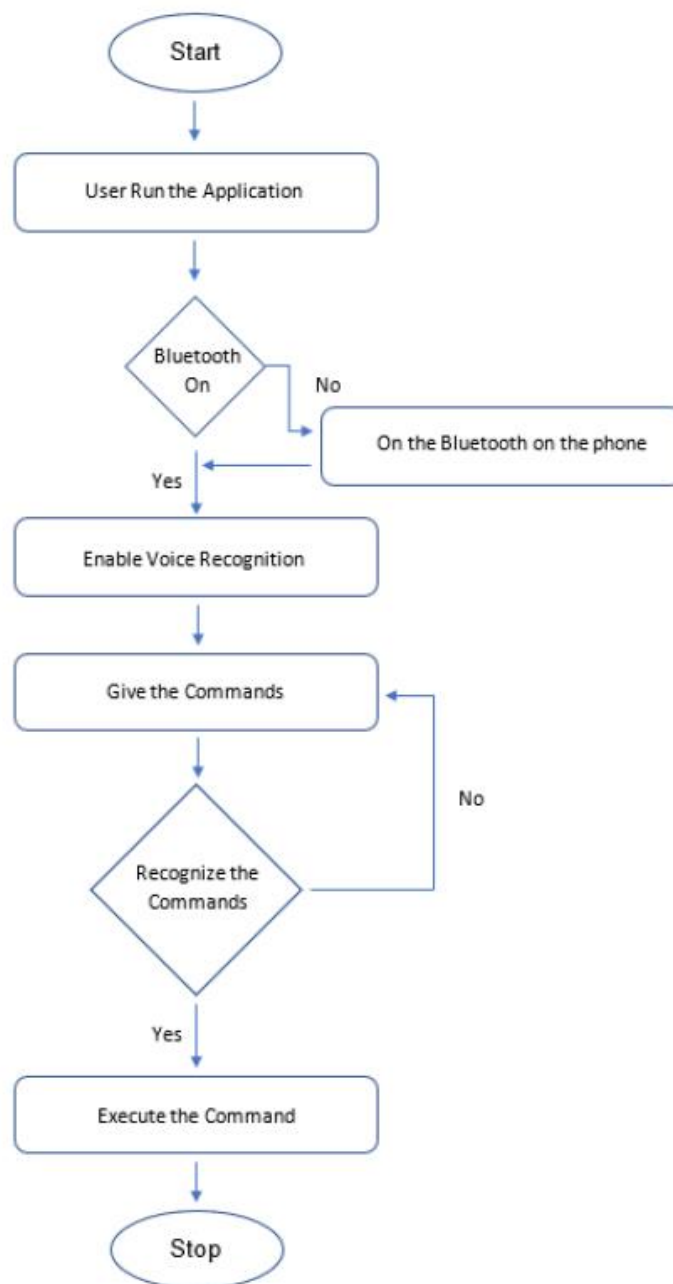 Start
User Run the Application
Bluetooth
On
No
On the Bluetooth on the phone
Yes
Enable Voice Recognition
Give the Commands
No
Recognize the
Commands
Yes
Execute the Command
Stop